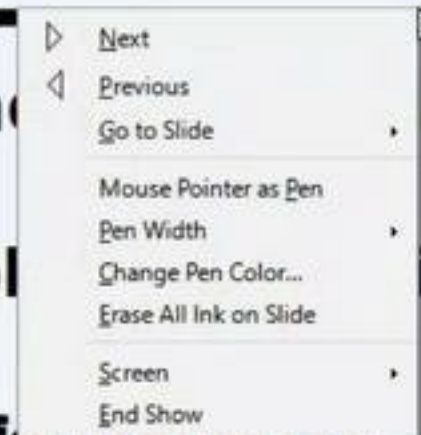 Next
Previous
Go to Slide
Mouse Pointer as Pen
Pen Width
Change Pen Color...
Erase All Ink on Slide
Screen
End Show